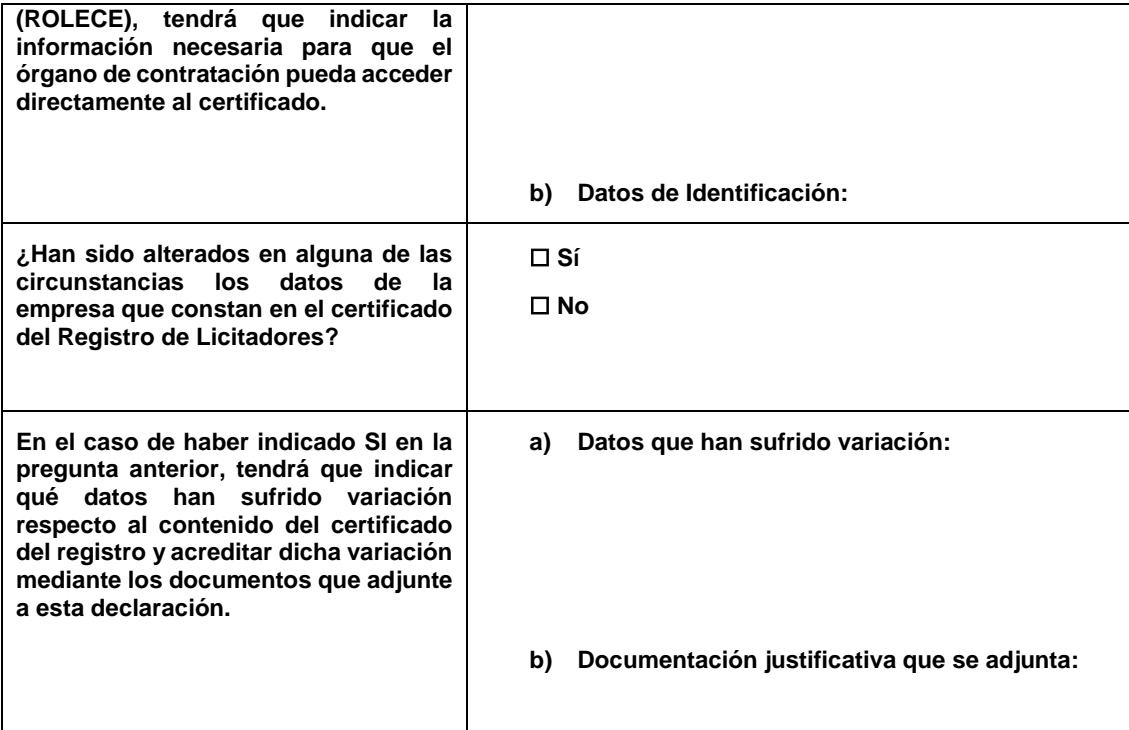 (ROLECE), tendrá que indicar la
información necesaria para que el
órgano de contratación pueda acceder
directamente al certificado.
b) Datos de Identificación:
¿Han sido alterados en alguna de las
circunstancias los datos de la
empresa que constan en el certificado
del Registro de Licitadores?
☐ Sí
☐ No
En el caso de haber indicado SI en la
pregunta anterior, tendrá que indicar
qué datos han sufrido variación
respecto al contenido del certificado
del registro y acreditar dicha variación
mediante los documentos que adjunte
a esta declaración.
a) Datos que han sufrido variación:
b) Documentación justificativa que se adjunta: